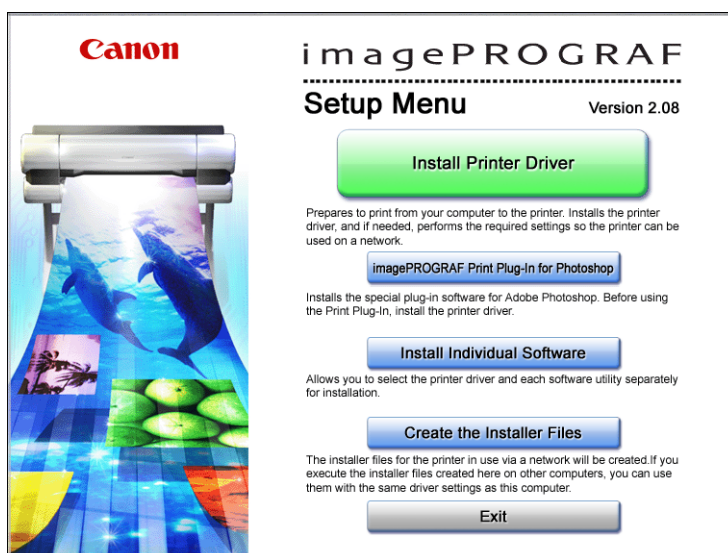 Canon
imagePROGRAF
Setup Menu
Version 2.08
Install Printer Driver
Prepares to print from your computer to the printer. Installs the printer
driver, and if needed, performs the required settings so the printer can be
used on a network.
imagePROGRAF Print Plug-In for Photoshop
Installs the special plug-in software for Adobe Photoshop. Before using
the Print Plug-In, install the printer driver.
Install Individual Software
Allows you to select the printer driver and each software utility separately
for installation.
Create the Installer Files
The installer files for the printer in use via a network will be created.If you
execute the installer files created here on other computers, you can use
them with the same driver settings as this computer.
Exit